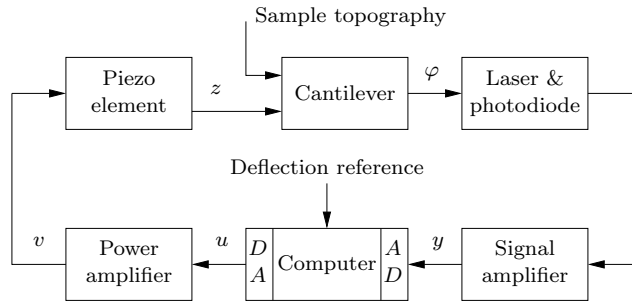 Sample topography
Piezo
element
z
Cantilever
φ
Laser &
photodiode
Deflection reference
v
Power
amplifier
u
D
A
Computer
A
D
y
Signal
amplifier